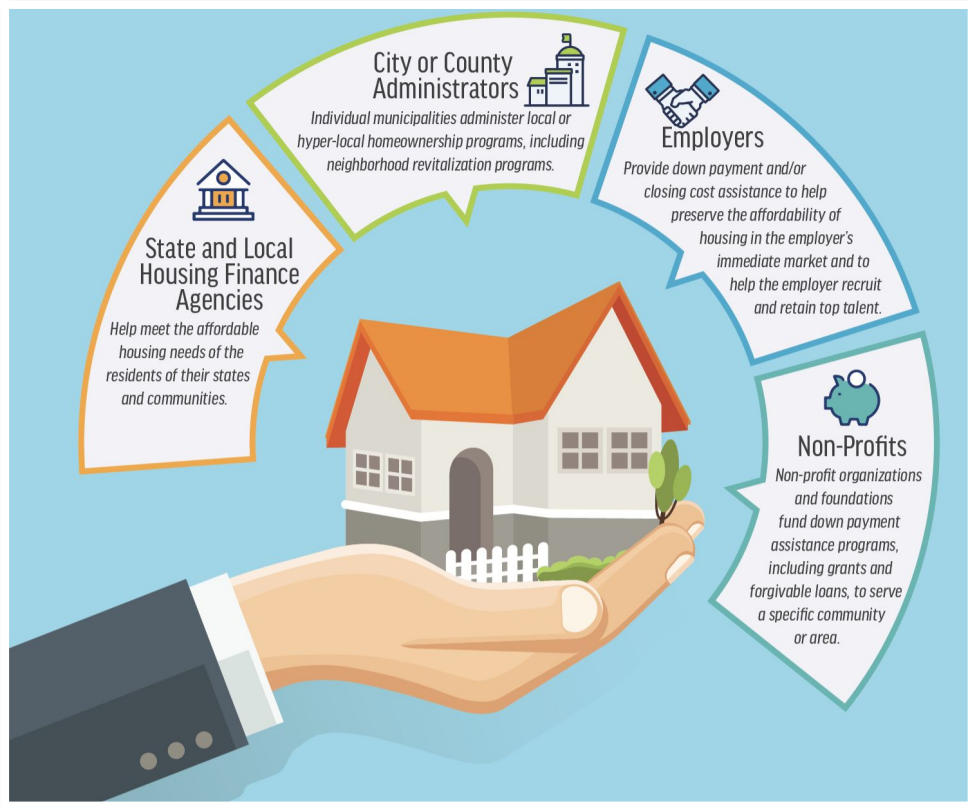 State and Local
Housing Finance
Agencies
Help meet the affordable
housing needs of the
residents of their states
and communities.
City or County
Administrators
Individual municipalities administer local or
hyper-local homeownership programs, including
neighborhood revitalization programs.
Employers
Provide down payment and/or
closing cost assistance to help
preserve the affordability of
housing in the employer's
immediate market and to
help the employer recruit
and retain top talent.
Non-Profits
Non-profit organizations
and foundations
fund down payment
assistance programs,
including grants and
forgivable loans, to serve
a specific community
or area.